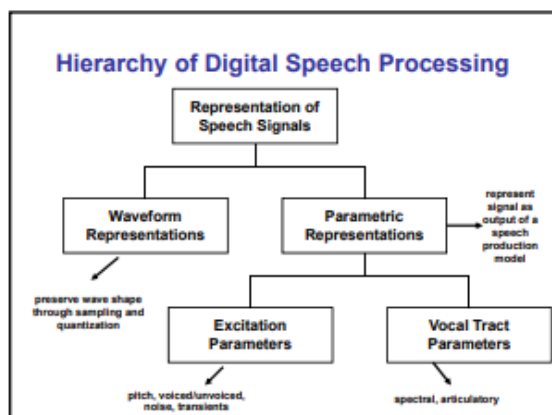 Hierarchy of Digital Speech Processing
Representation of
Speech Signals
Waveform
Representations
Parametric
Representations
represent
signal as
output of a
speech
production
model
preserve wave shape
through sampling and
quantization
Excitation
Parameters
Vocal Tract
Parameters
pitch, voiced/unvoiced,
noise, transients
spectral, articulatory